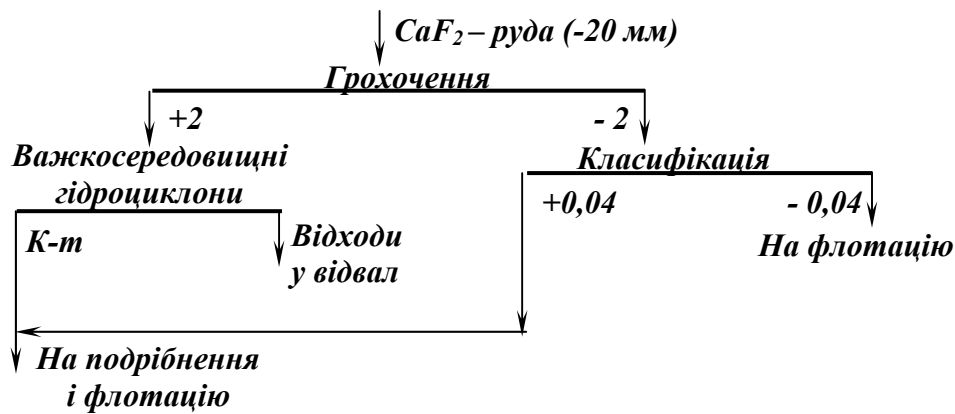 CaF2 – руда (-20 мм)
Грохочення
+2
- 2
Важкосередовищні
гідроциклони
Класифікація
+0,04
- 0,04
К-т
Відходи
у відвал
На флотацію
На подрібнення
і флотацію